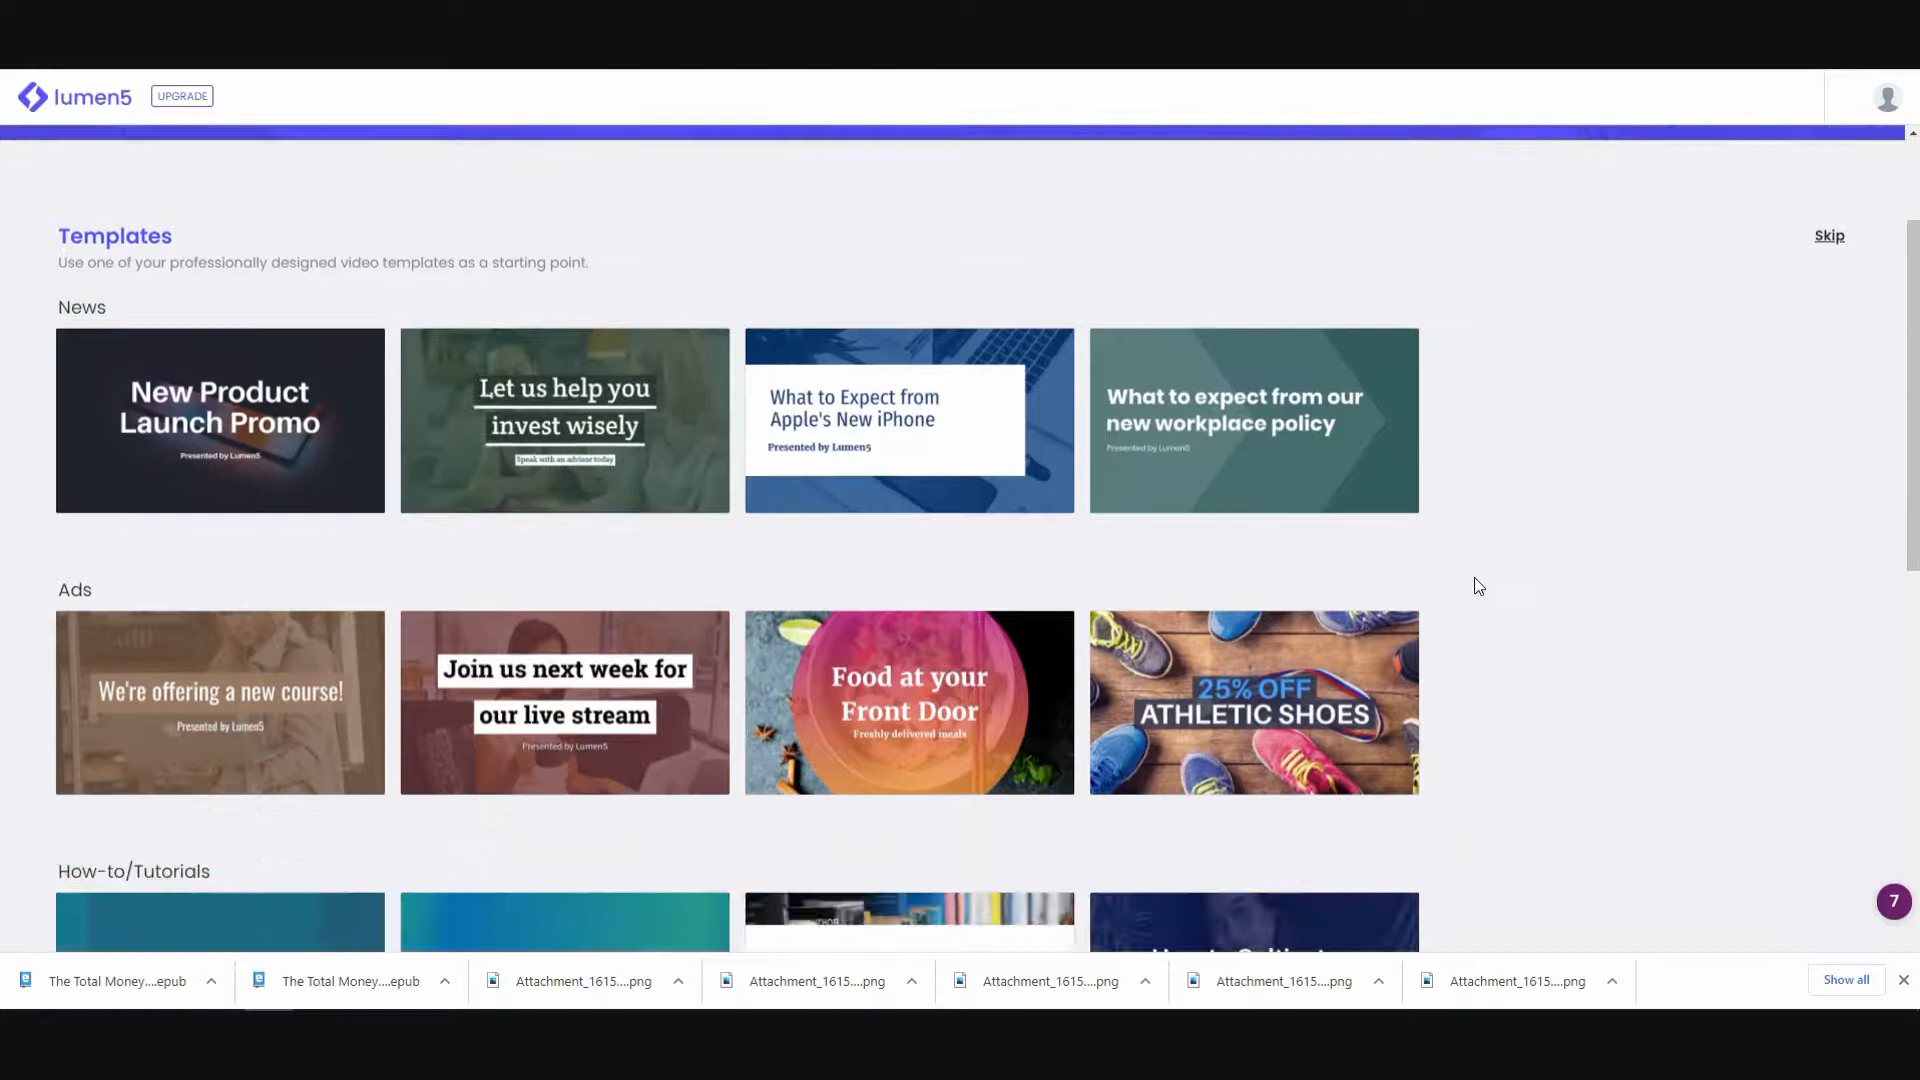 lumen5 UPGRADE
Templates
Skip
Use one of your professionally designed video templates as a starting point.
News
New Product
Launch Promo
Presented by Lumen5
Let us help you
invest wisely
Speak with an advisor today
What to Expect from
Apple's New iPhone
Presented by Lumen5
What to expect from our
new workplace policy
Presented by Lumen5
Ads
We're offering a new course!
Presented by Lumen5
Join us next week for
our live stream
Presented by Lumen5
Food at your
Front Door
Freshly delivered meals
25% OFF
ATHLETIC SHOES
How-to/Tutorials
7
The Total Money....epub
The Total Money....epub
Attachment_1615....png
Attachment_1615....png
Attachment_1615....png
Attachment_1615....png
Attachment_1615....png
Show all